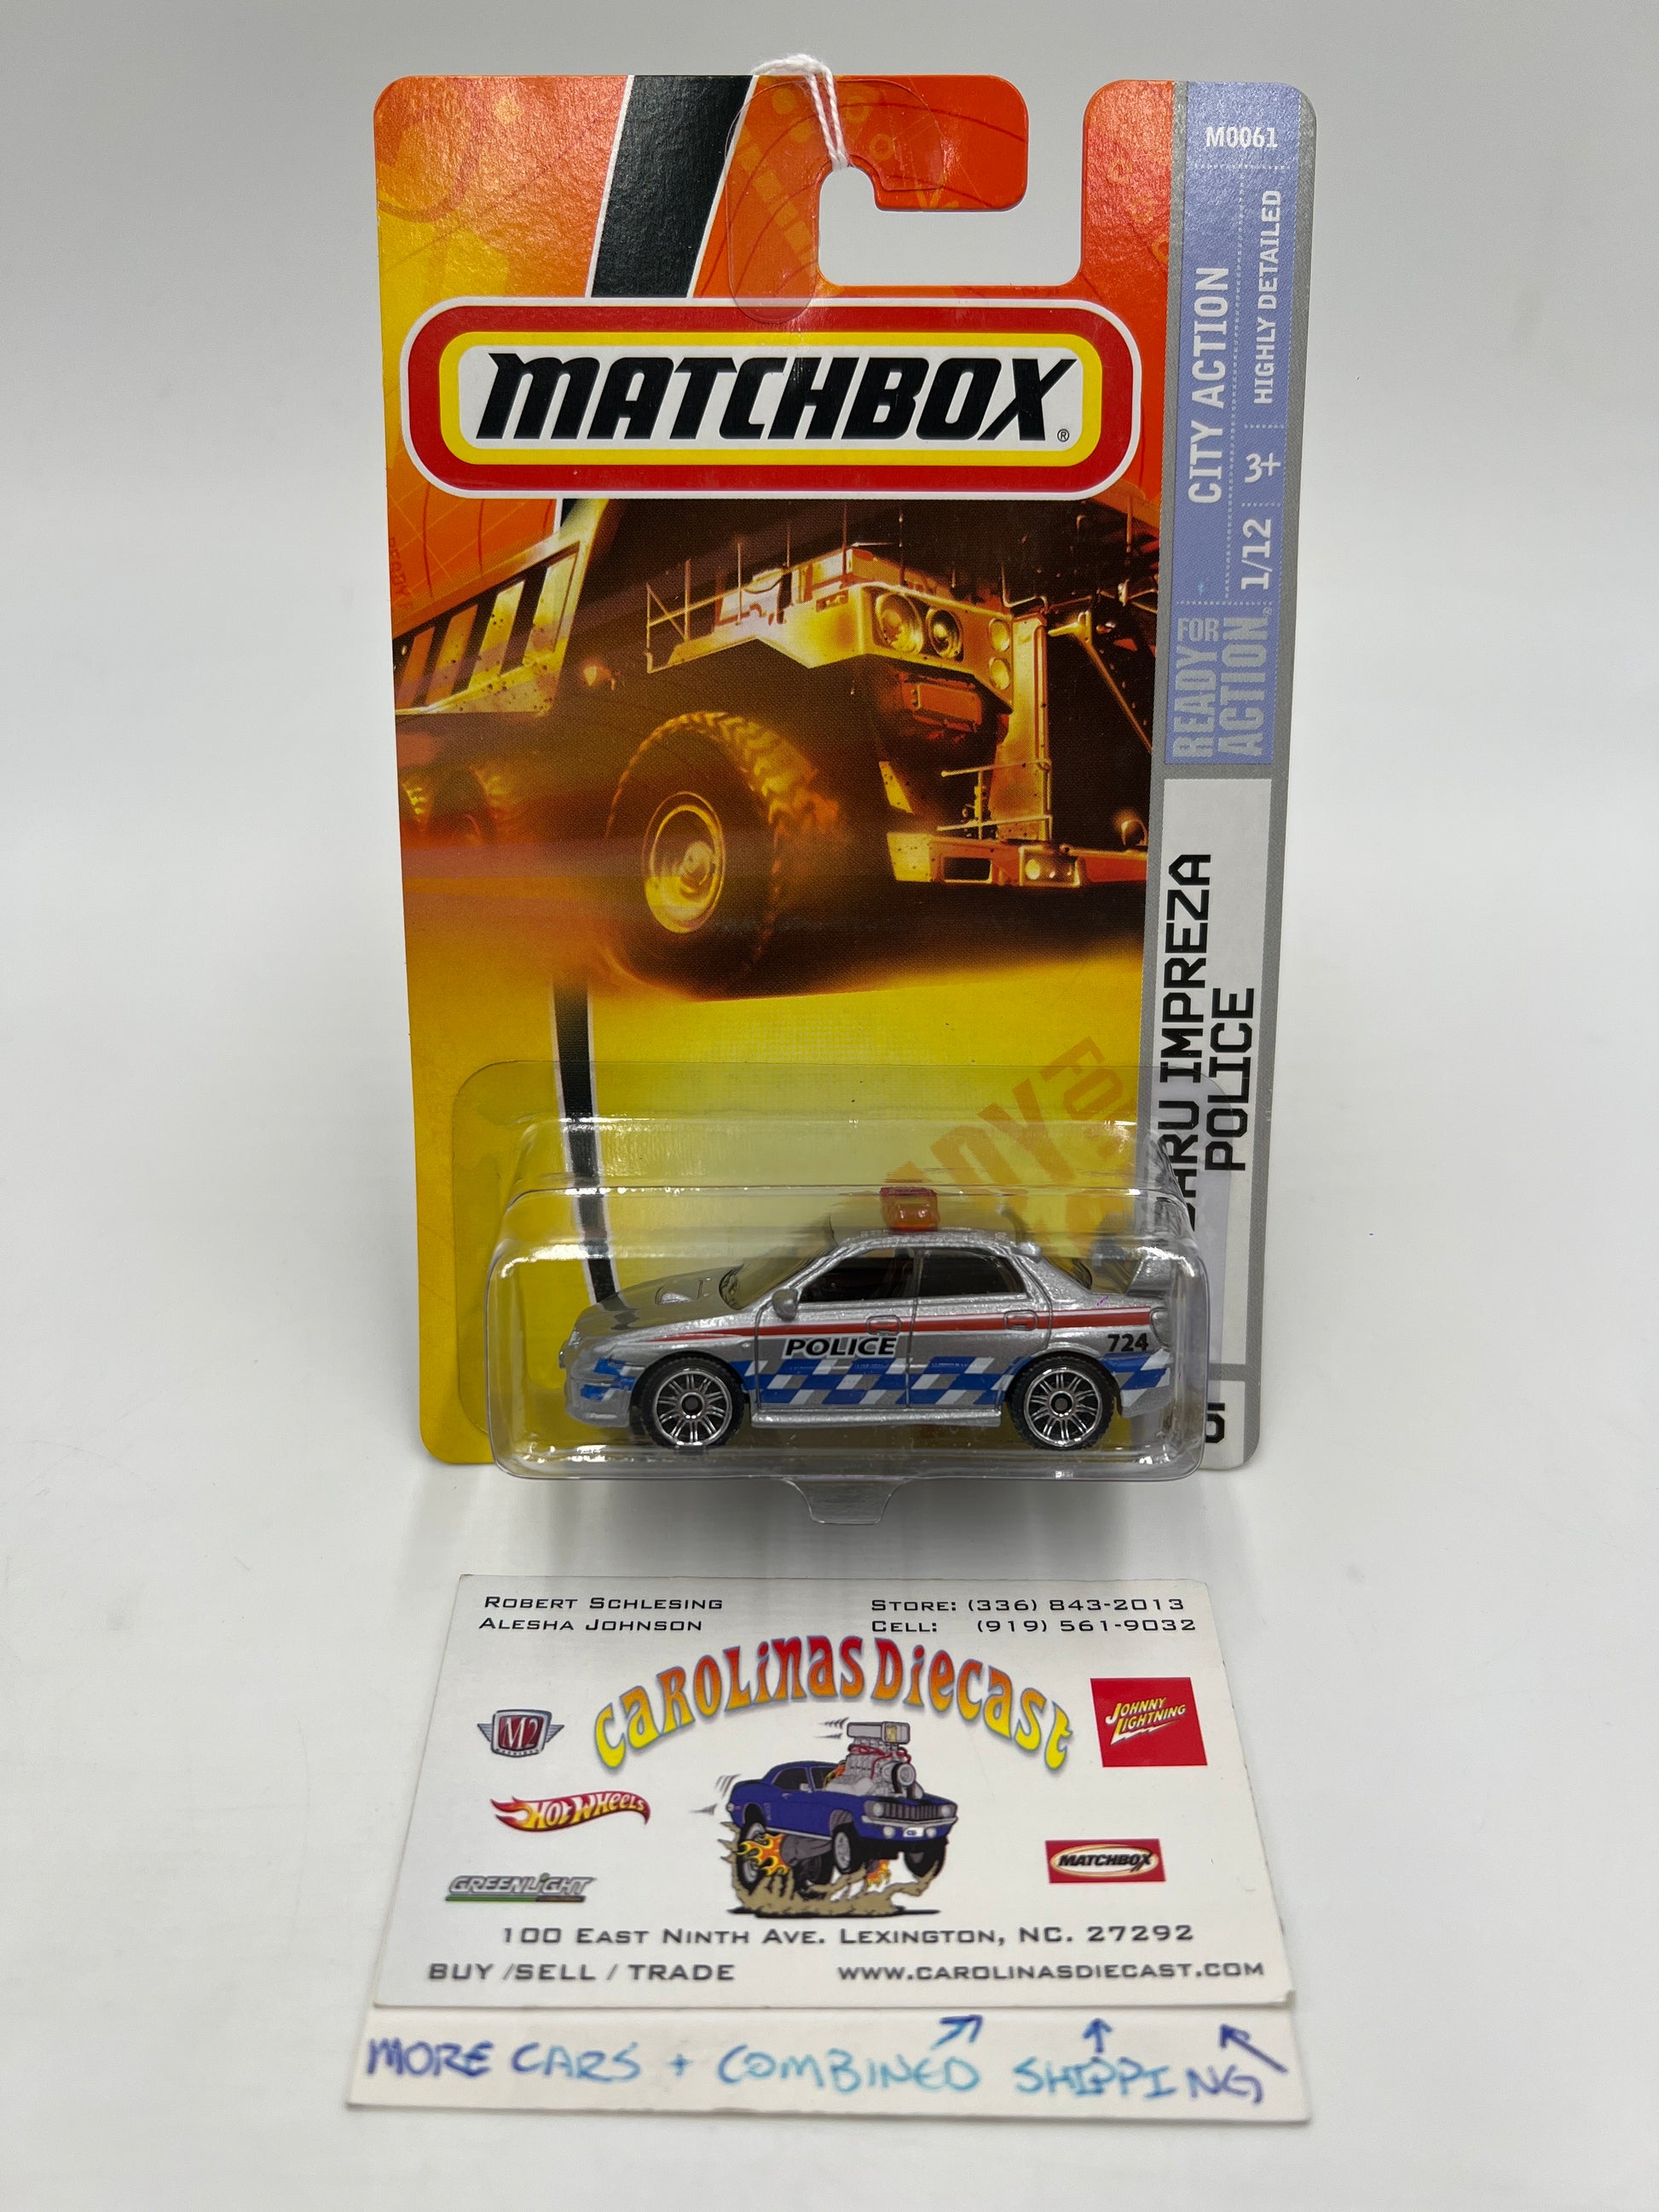 M0061
MATCHBOX®
CITY ACTION
HIGHLY DETAILED
1/12
3+
READY FOR
ACTION®
ARU IMPREZA
POLICE
POLICE
724
ROBERT SCHLESING
ALESHA JOHNSON
STORE: (336) 843-2013
CELL: (919) 561-9032
CAROLINAS DIECAST
M2
JOHNNY
LIGHTNING
HOT WHEELS
GREENLIGHT
MATCHBOX
100 EAST NINTH AVE. LEXINGTON, NC. 27292
BUY /SELL / TRADE
WWW.CAROLINASDIECAST.COM
MORE CARS + COMBINED SHIPPING